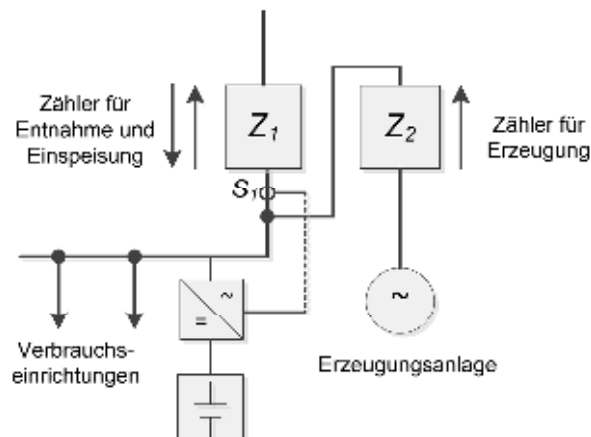 Zähler für
Entnahme und
Einspeisung
Z1
Z2
Zähler für
Erzeugung
S1
~
=
~
Verbrauchs-
einrichtungen
Erzeugungsanlage